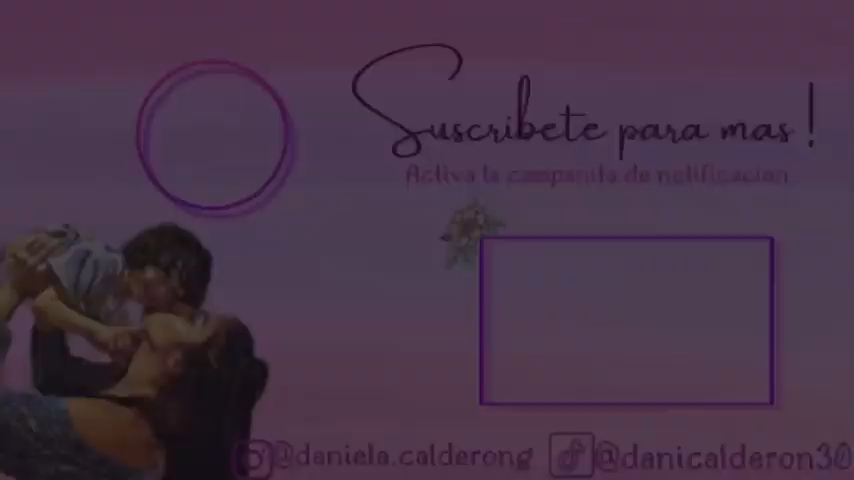 Suscribete para mas !
Activa la campanita de notificacion
@daniela.calderong @danicalderon30